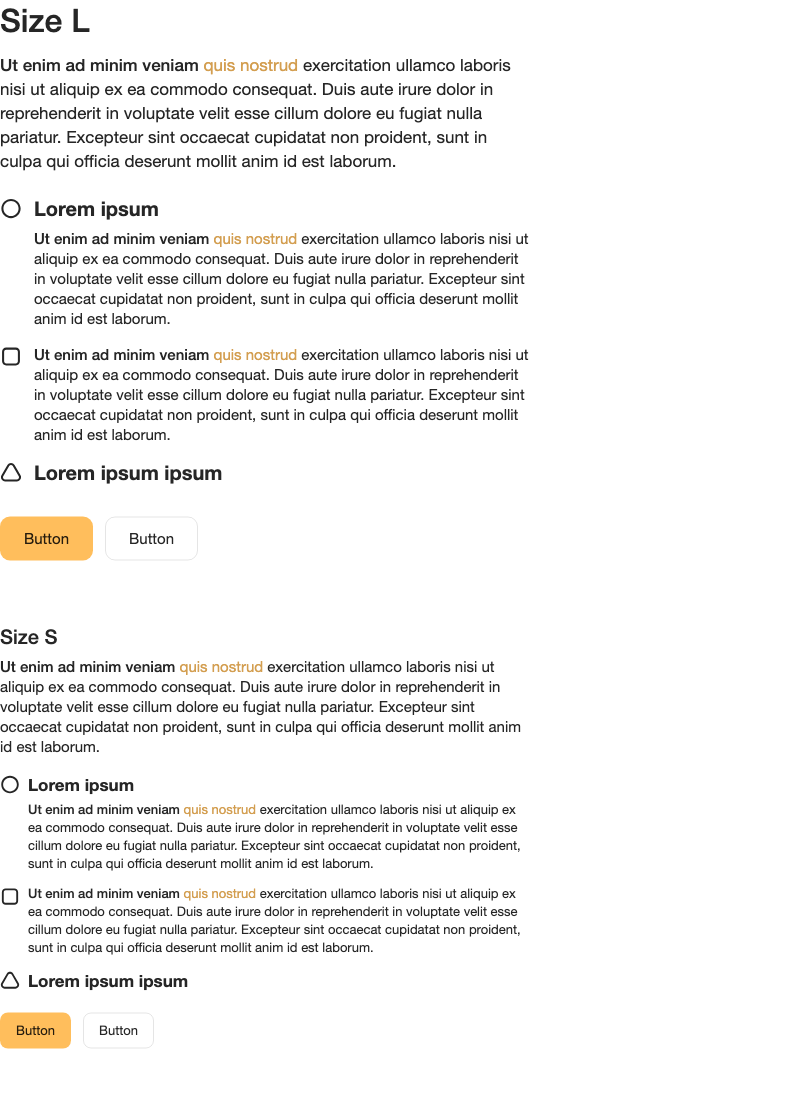 Size L
Ut enim ad minim veniam quis nostrud exercitation ullamco laboris
nisi ut aliquip ex ea commodo consequat. Duis aute irure dolor in
reprehenderit in voluptate velit esse cillum dolore eu fugiat nulla
pariatur. Excepteur sint occaecat cupidatat non proident, sunt in
culpa qui officia deserunt mollit anim id est laborum.
Lorem ipsum
Ut enim ad minim veniam quis nostrud exercitation ullamco laboris nisi ut
aliquip ex ea commodo consequat. Duis aute irure dolor in reprehenderit
in voluptate velit esse cillum dolore eu fugiat nulla pariatur. Excepteur sint
occaecat cupidatat non proident, sunt in culpa qui officia deserunt mollit
anim id est laborum.
Ut enim ad minim veniam quis nostrud exercitation ullamco laboris nisi ut
aliquip ex ea commodo consequat. Duis aute irure dolor in reprehenderit
in voluptate velit esse cillum dolore eu fugiat nulla pariatur. Excepteur sint
occaecat cupidatat non proident, sunt in culpa qui officia deserunt mollit
anim id est laborum.
Lorem ipsum ipsum
Button Button
Size S
Ut enim ad minim veniam quis nostrud exercitation ullamco laboris nisi ut
aliquip ex ea commodo consequat. Duis aute irure dolor in reprehenderit in
voluptate velit esse cillum dolore eu fugiat nulla pariatur. Excepteur sint
occaecat cupidatat non proident, sunt in culpa qui officia deserunt mollit anim
id est laborum.
Lorem ipsum
Ut enim ad minim veniam quis nostrud exercitation ullamco laboris nisi ut aliquip ex
ea commodo consequat. Duis aute irure dolor in reprehenderit in voluptate velit esse
cillum dolore eu fugiat nulla pariatur. Excepteur sint occaecat cupidatat non proident,
sunt in culpa qui officia deserunt mollit anim id est laborum.
Ut enim ad minim veniam quis nostrud exercitation ullamco laboris nisi ut aliquip ex
ea commodo consequat. Duis aute irure dolor in reprehenderit in voluptate velit esse
cillum dolore eu fugiat nulla pariatur. Excepteur sint occaecat cupidatat non proident,
sunt in culpa qui officia deserunt mollit anim id est laborum.
Lorem ipsum ipsum
Button Button